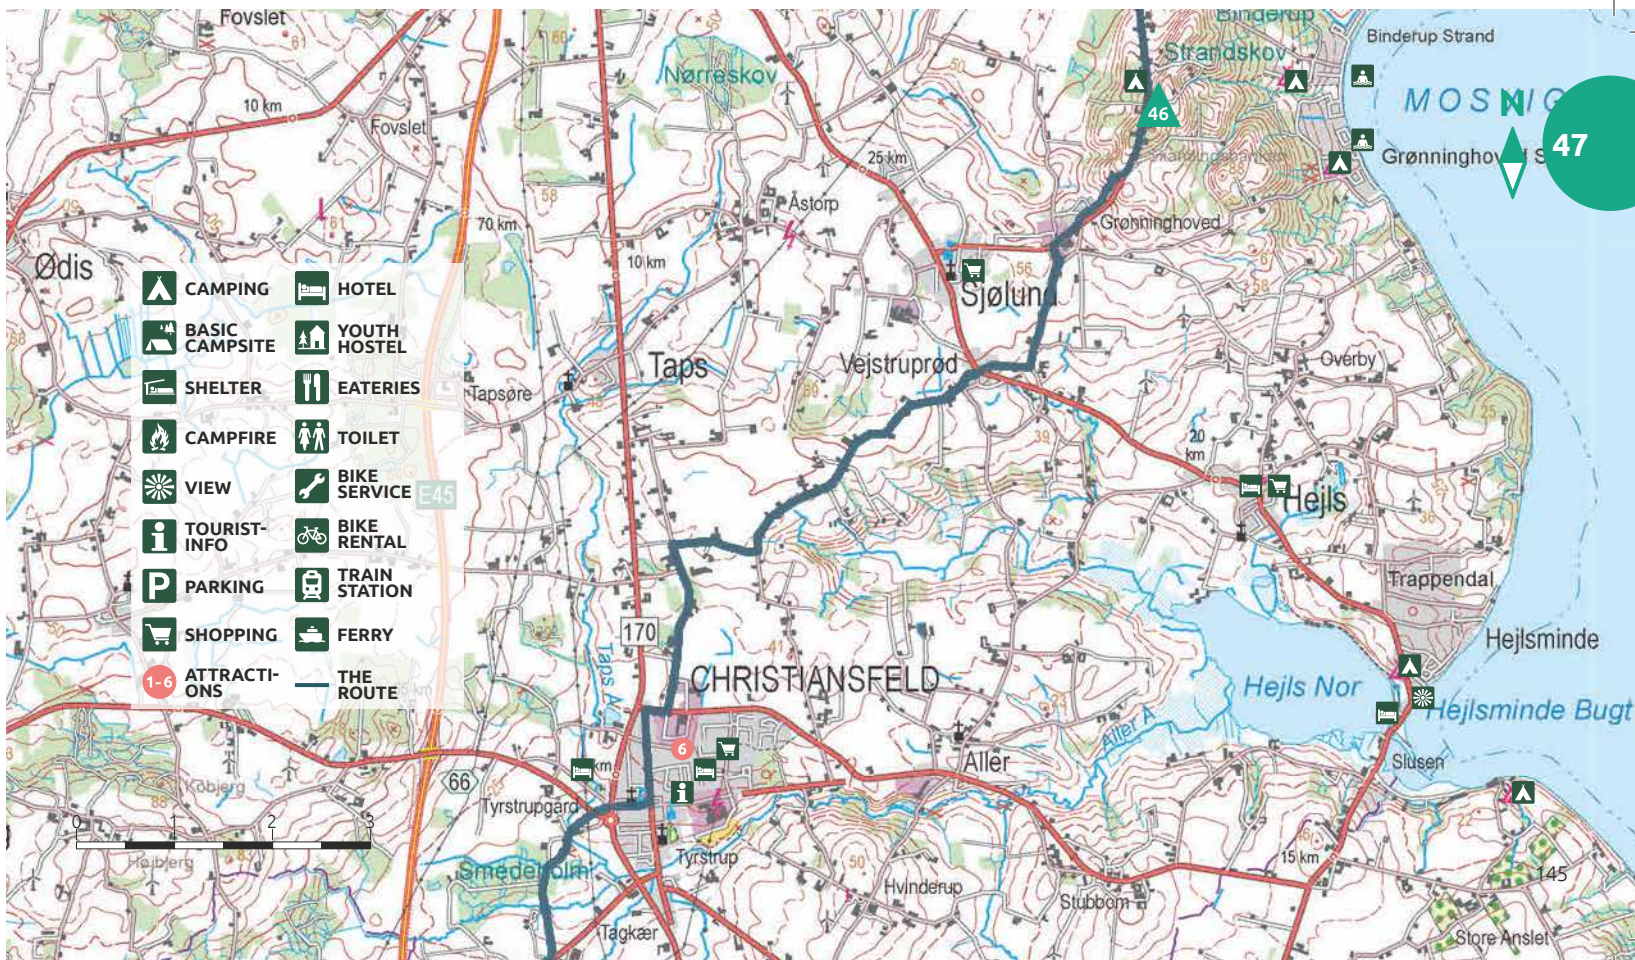 Fovslet
Binderup
Strandskov
Binderup Strand
Nørreskov
MOSVIG
N
47
46
10 km
Fovslet
25 km
Grønninghoved S
Åstorp
Grønninghoved
70 km
10 km
Ødis
Sjølund
Taps
Vejstruprød
Overby
Tapsøre
20
km
Hejls
E45
Trappendal
170
Hejlsminde
Taps Å
CHRISTIANSFELD
Hejls Nor
Hejlsminde Bugt
Aller Å
6
Aller
Slusen
66
km
Kobjerg
Tyrstrupgård
0 1 2 3
Højbjerg
Tyrstrup
Smedeholm
Hvinderup
15 km
Stubbom
145
Tagkær
Store Anslet
CAMPING
HOTEL
BASIC
CAMPSITE
YOUTH
HOSTEL
SHELTER
EATERIES
CAMPFIRE
TOILET
VIEW
BIKE
SERVICE
TOURIST-
INFO
BIKE
RENTAL
P
PARKING
TRAIN
STATION
SHOPPING
FERRY
1-6
ATTRACTI-
ONS
THE
ROUTE